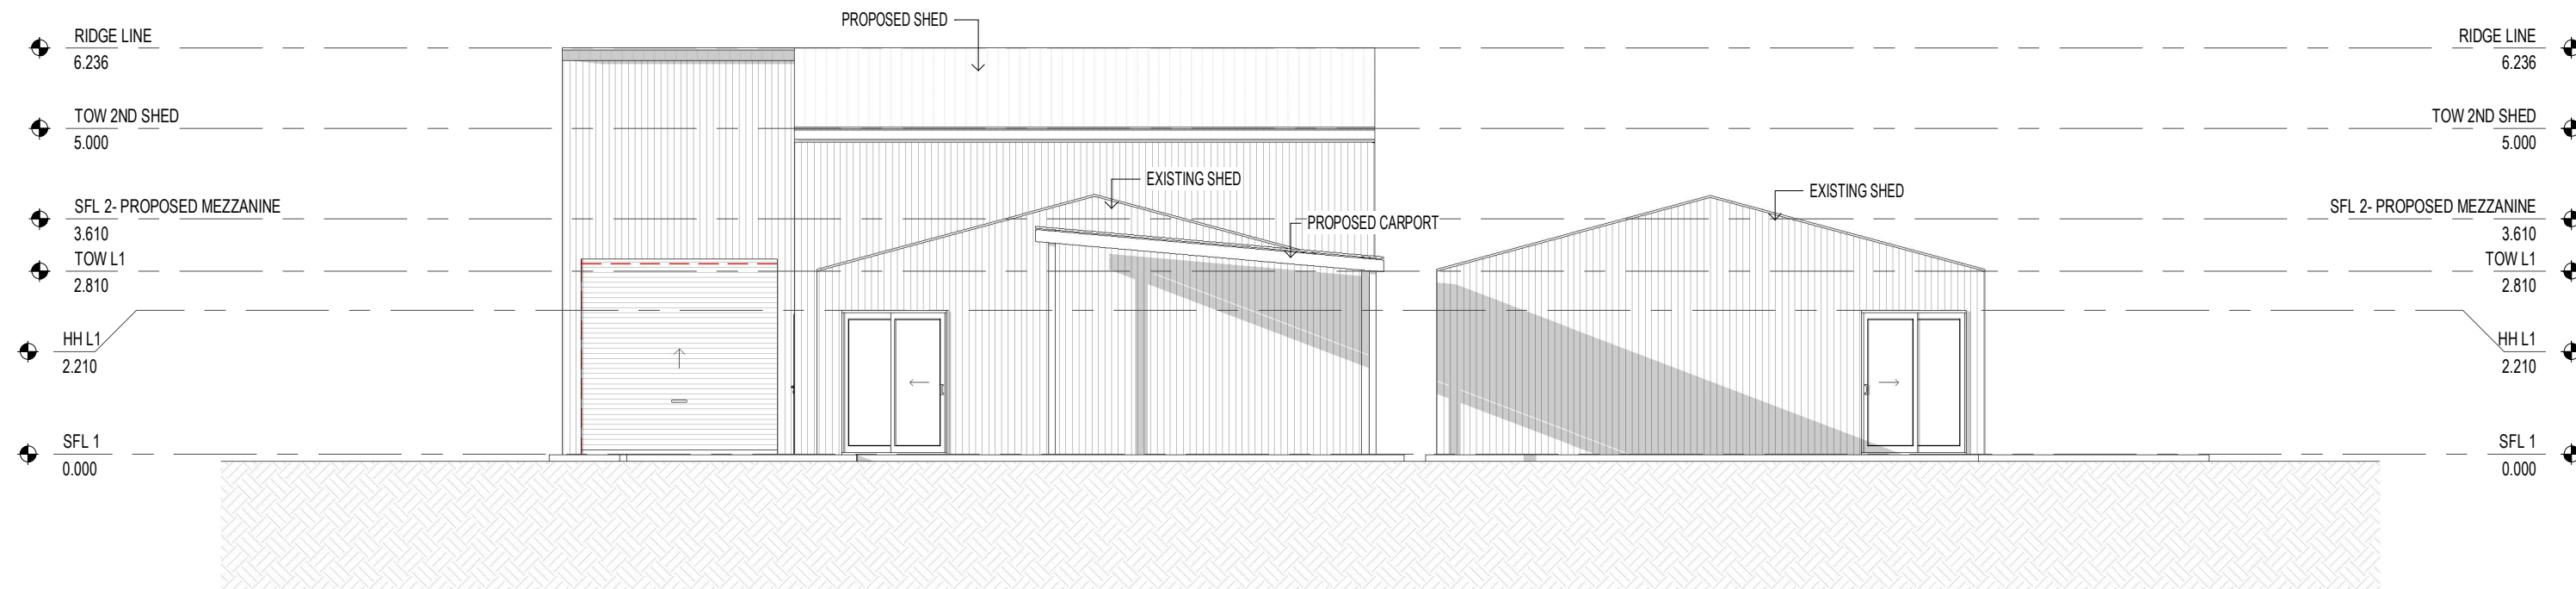 PROPOSED SHED
RIDGE LINE
6.236
RIDGE LINE
6.236
TOW 2ND SHED
5.000
TOW 2ND SHED
5.000
EXISTING SHED
EXISTING SHED
SFL 2- PROPOSED MEZZANINE
3.610
SFL 2- PROPOSED MEZZANINE
3.610
PROPOSED CARPORT
TOW L1
2.810
TOW L1
2.810
HH L1
2.210
HH L1
2.210
SFL 1
0.000
SFL 1
0.000